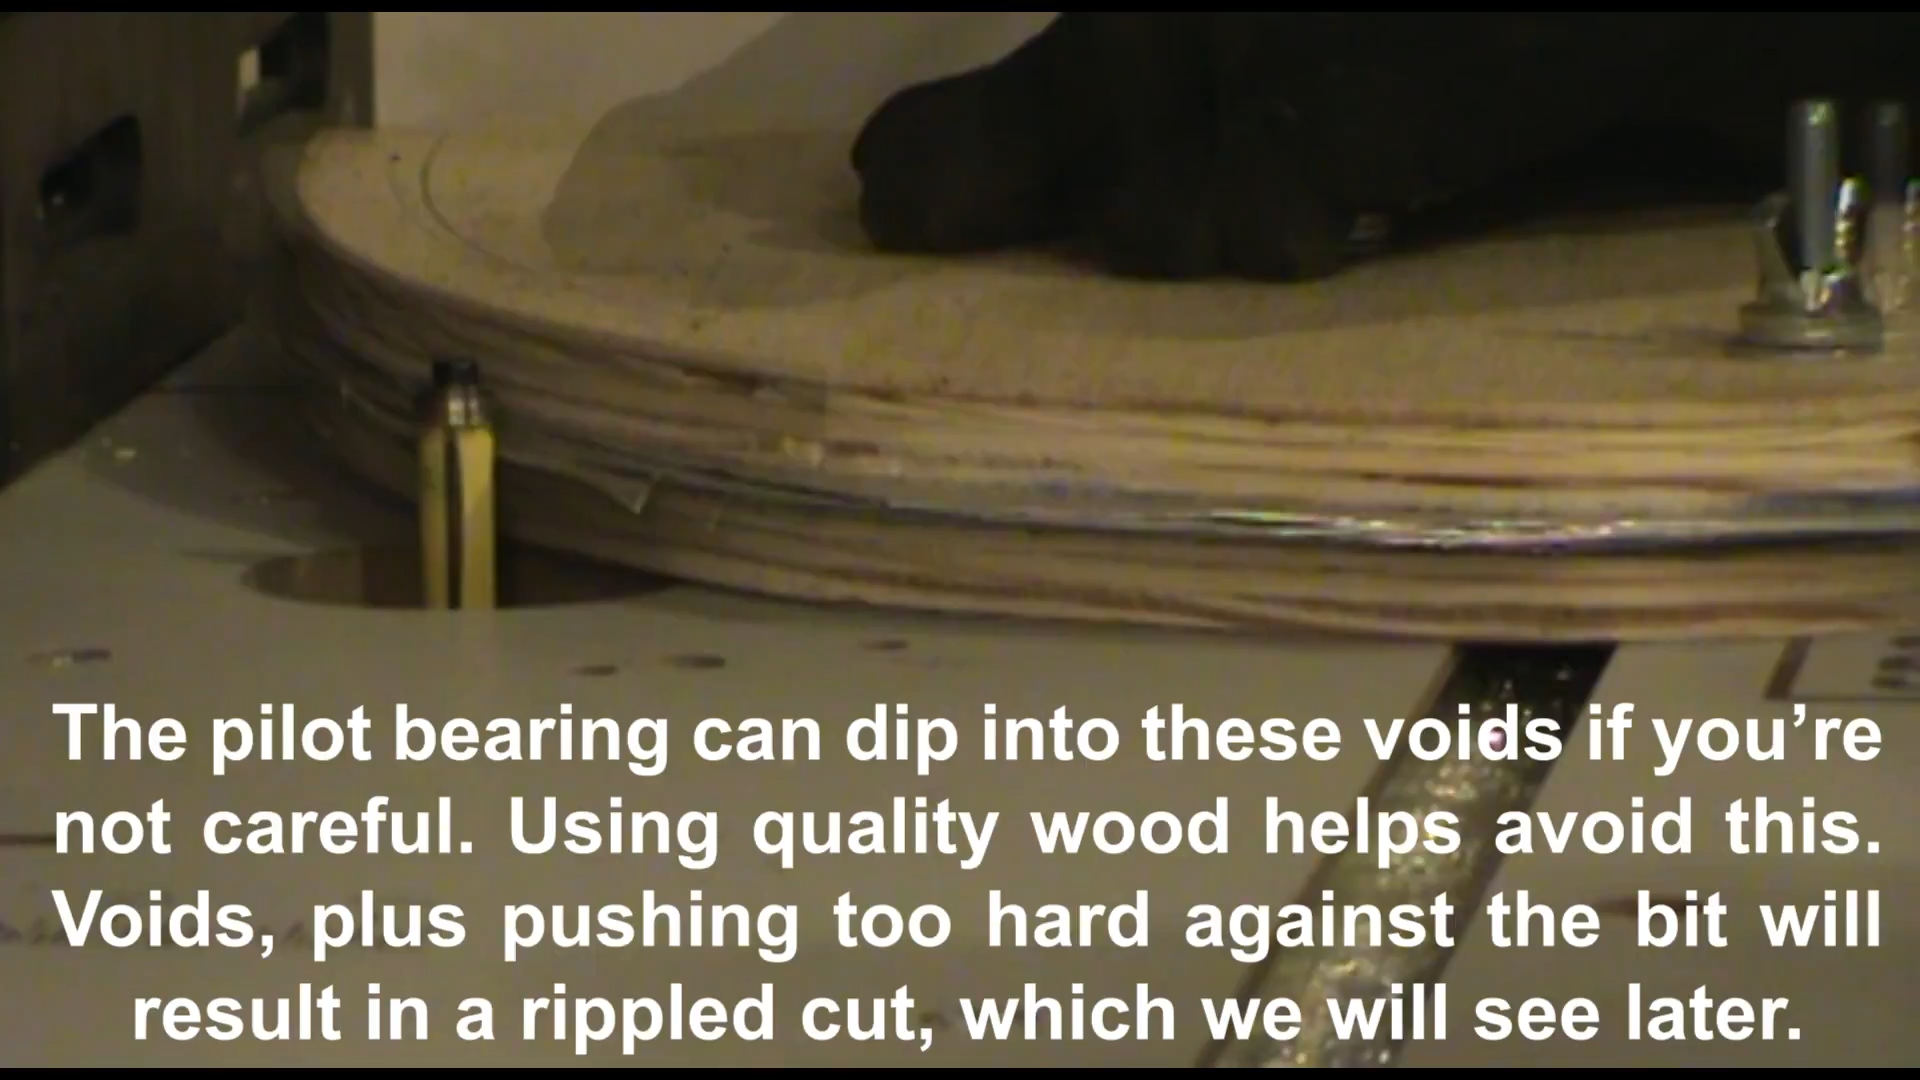 The pilot bearing can dip into these voids if you’re
not careful. Using quality wood helps avoid this.
Voids, plus pushing too hard against the bit will
result in a rippled cut, which we will see later.